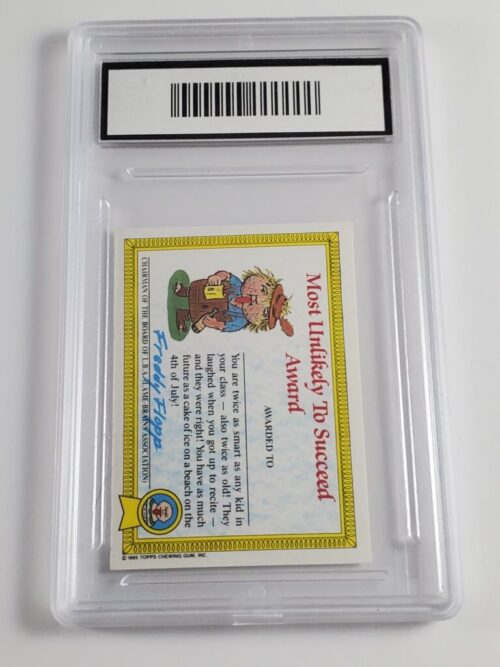 Most Unlikely To Succeed
Award
AWARDED TO
You are twice as smart as any kid in
your class — also twice as old! They
laughed when you got up to recite —
and they were right! You have as much
future as a cake of ice on a beach on the
4th of July!
Freddy Flopp
CHAIRMAN OF THE BOARD OF L.B.A. (LAME-BRAINS ASSOCIATION)
© 1985 TOPPS CHEWING GUM, INC.